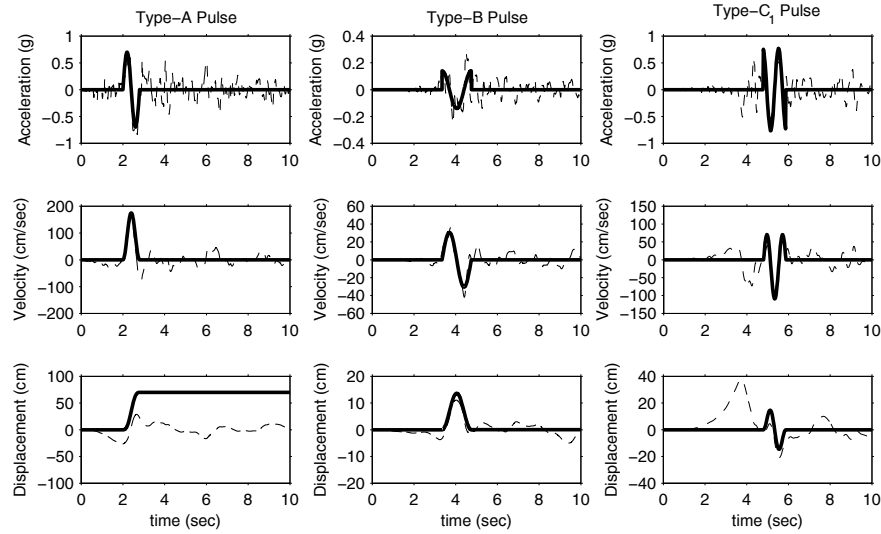 Type−A Pulse
Type−B Pulse
Type−C1 Pulse
Acceleration (g)
1
0.5
0
−0.5
−1
0 2 4 6 8 10
Acceleration (g)
0.4
0.2
0
−0.2
−0.4
0 2 4 6 8 10
Acceleration (g)
1
0.5
0
−0.5
−1
0 2 4 6 8 10
Velocity (cm/sec)
200
100
0
−100
−200
0 2 4 6 8 10
Velocity (cm/sec)
60
40
20
0
−20
−40
−60
0 2 4 6 8 10
Velocity (cm/sec)
150
100
50
0
−50
−100
−150
0 2 4 6 8 10
Displacement (cm)
100
50
0
−50
−100
0 2 4 6 8 10
time (sec)
Displacement (cm)
20
10
0
−10
−20
0 2 4 6 8 10
time (sec)
Displacement (cm)
40
20
0
−20
−40
0 2 4 6 8 10
time (sec)